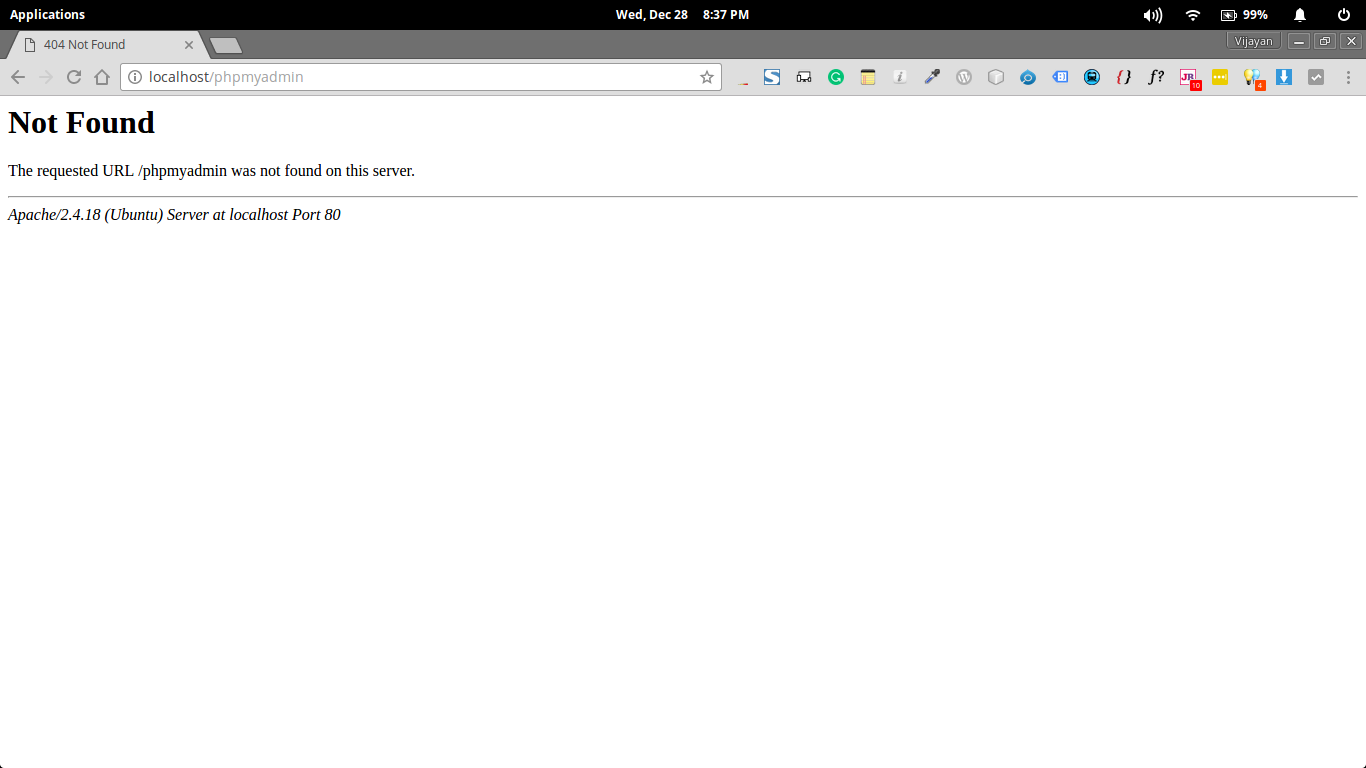 Applications
Wed, Dec 28 8:37 PM
99%
404 Not Found
Vijayan
localhost/phpmyadmin
S
G
i
W
{ }
f?
JR
10
4
Not Found
The requested URL /phpmyadmin was not found on this server.
Apache/2.4.18 (Ubuntu) Server at localhost Port 80